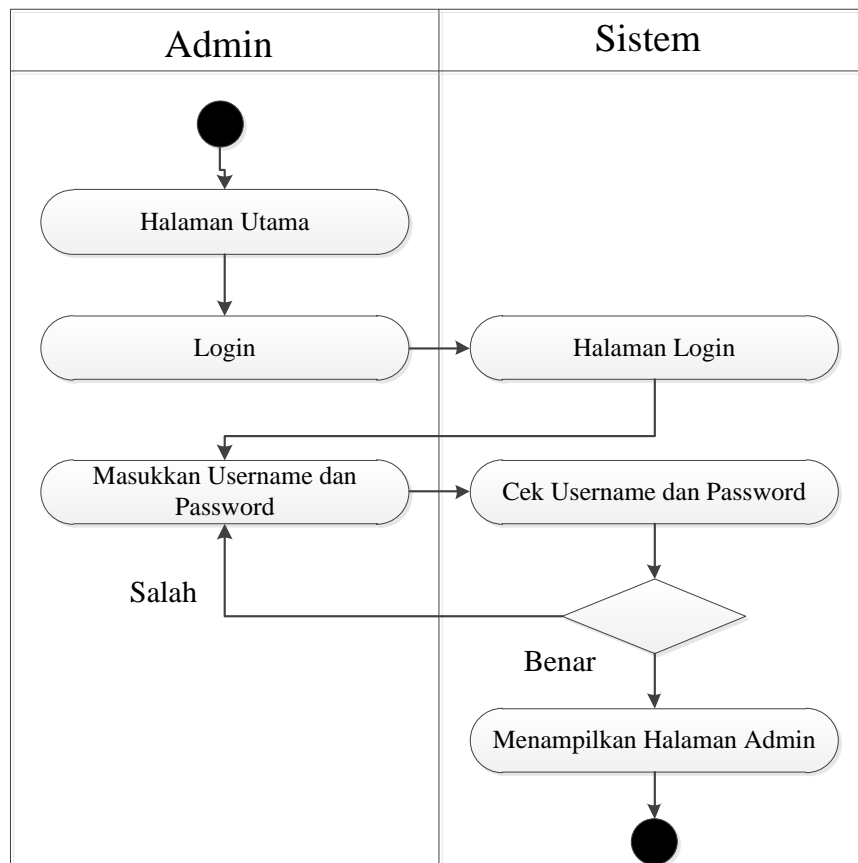 Admin
Sistem
Halaman Utama
Login
Halaman Login
Masukkan Username dan
Password
Cek Username dan Password
Salah
Benar
Menampilkan Halaman Admin